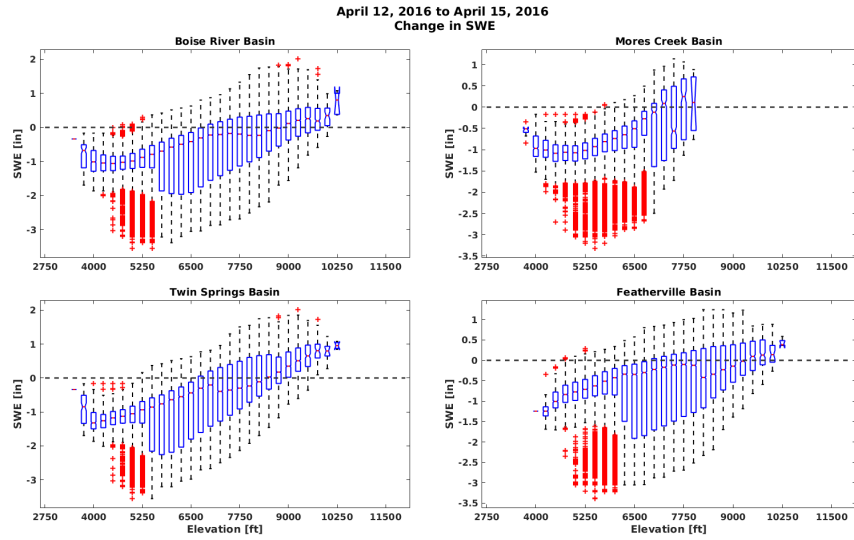 April 12, 2016 to April 15, 2016
Change in SWE
Boise River Basin
Mores Creek Basin
SWE [in]
2
1
0
-1
-2
-3
2750 4000 5250 6500 7750 9000 10250 11500
SWE [in]
1
0.5
0
-0.5
-1
-1.5
-2
-2.5
-3
-3.5
2750 4000 5250 6500 7750 9000 10250 11500
Twin Springs Basin
Featherville Basin
SWE [in]
2
1
0
-1
-2
-3
2750 4000 5250 6500 7750 9000 10250 11500
Elevation [ft]
SWE [in]
1
0.5
0
-0.5
-1
-1.5
-2
-2.5
-3
-3.5
2750 4000 5250 6500 7750 9000 10250 11500
Elevation [ft]